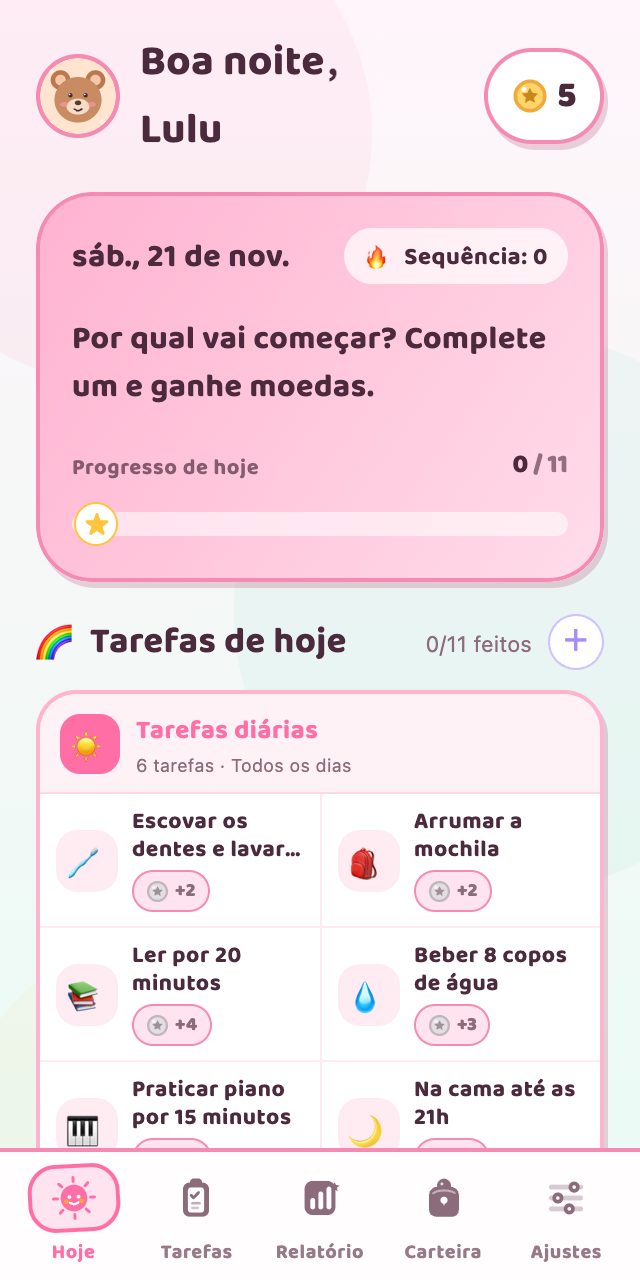 Boa noite,
Lulu
5
sáb., 21 de nov.
Sequência: 0
Por qual vai começar? Complete
um e ganhe moedas.
Progresso de hoje
0 / 11
Tarefas de hoje
0/11 feitos
+
Tarefas diárias
6 tarefas · Todos os dias
Escovar os
dentes e lavar...
+2
Arrumar a
mochila
+2
Ler por 20
minutos
+4
Beber 8 copos
de água
+3
Praticar piano
por 15 minutos
Na cama até as
21h
Hoje
Tarefas
Relatório
Carteira
Ajustes